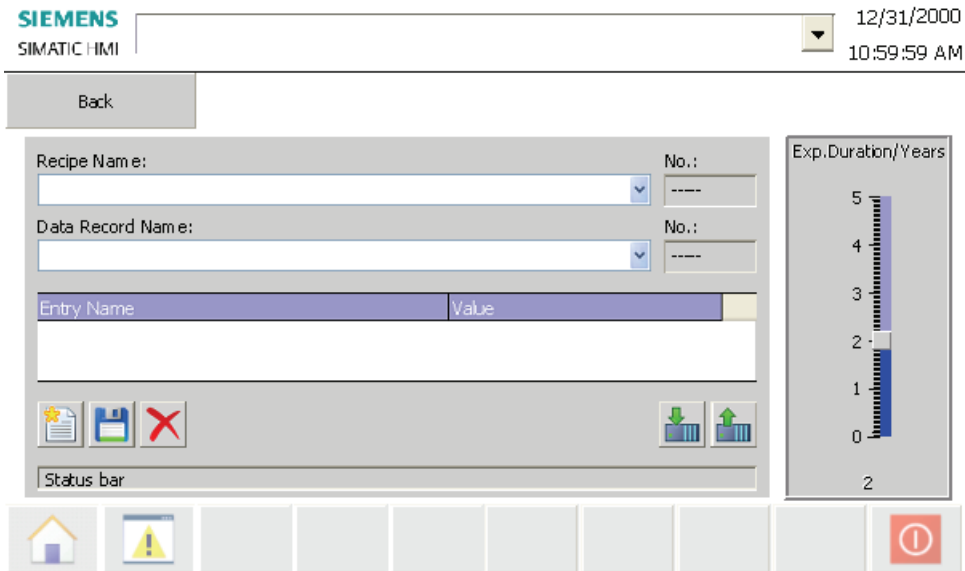 SIEMENS
SIMATIC HMI
12/31/2000
10:59:59 AM
Back
Recipe Name:
No.:
-----
Data Record Name:
No.:
-----
Entry Name Value
Status bar
Exp.Duration/Years
5
4
3
2
1
0
2